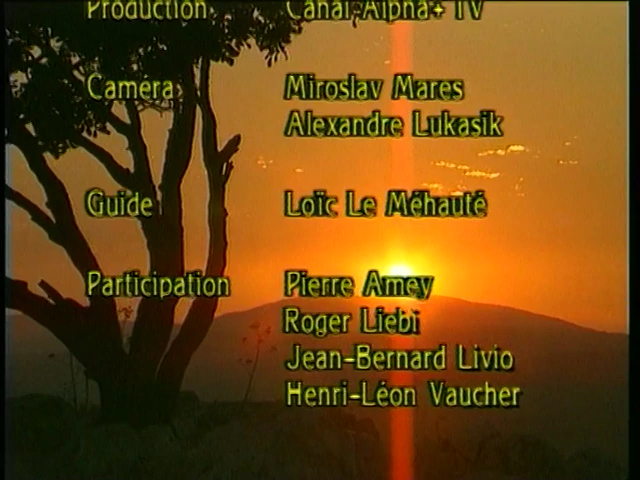 Production Canal Alpha+ TV
Caméra Miroslav Mares
Alexandre Lukasik
Guide Loïc Le Méhauté
Participation Pierre Amey
Roger Liebi
Jean-Bernard Livio
Henri-Léon Vaucher